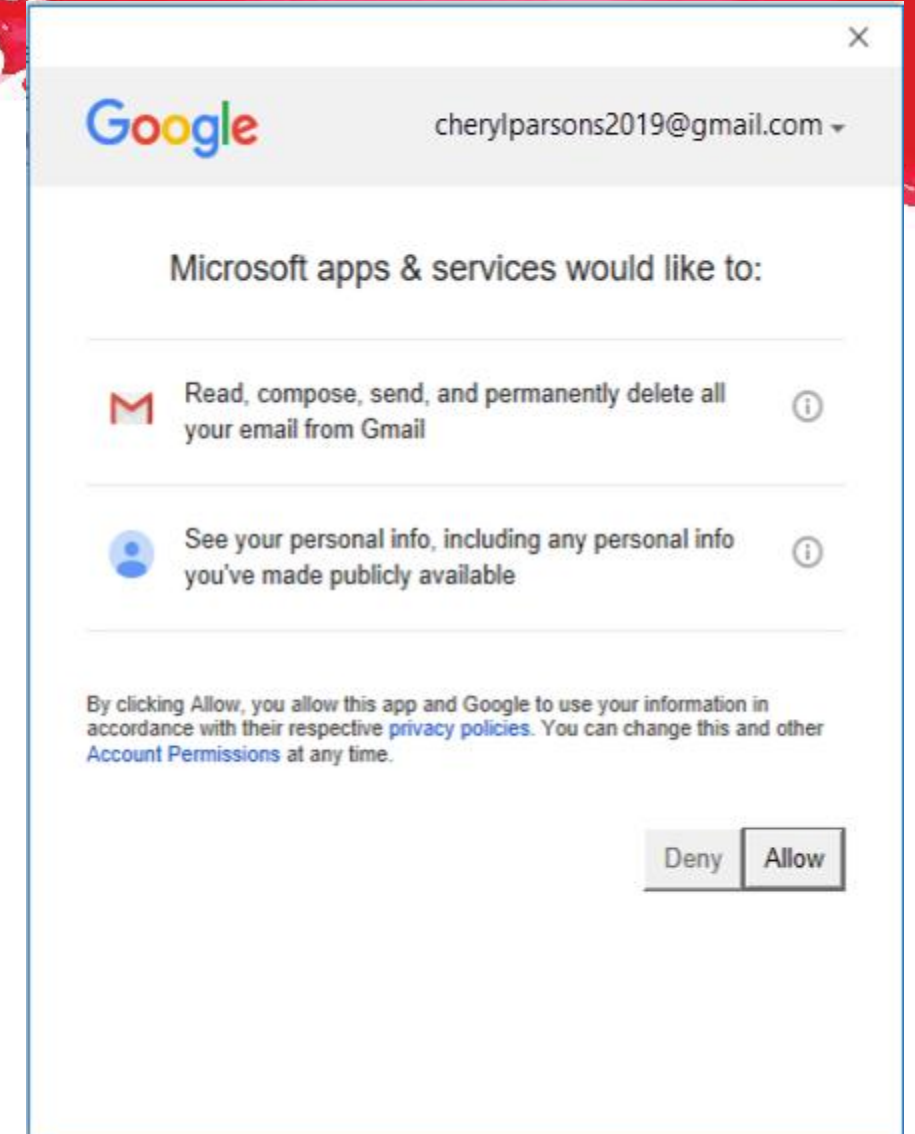 Google
cherylparsons2019@gmail.com
Microsoft apps & services would like to:
Read, compose, send, and permanently delete all
your email from Gmail
See your personal info, including any personal info
you've made publicly available
By clicking Allow, you allow this app and Google to use your information in
accordance with their respective privacy policies. You can change this and other
Account Permissions at any time.
Deny Allow